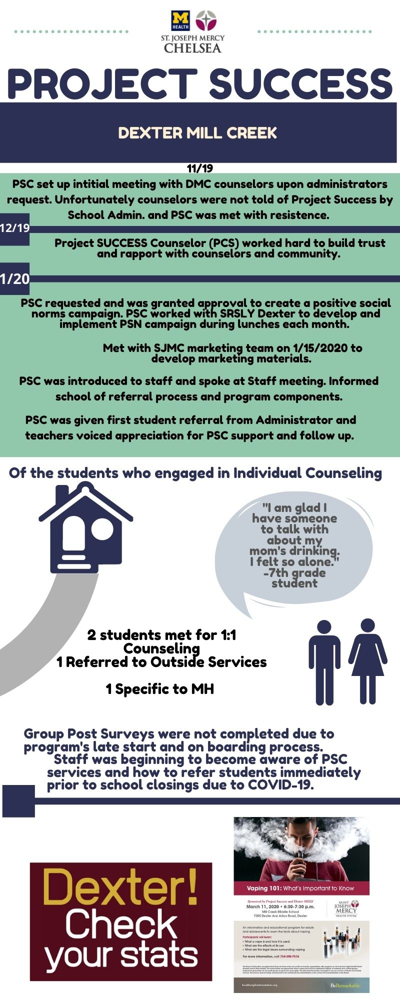 M
HEALTH
ST. JOSEPH MERCY
CHELSEA
PROJECT SUCCESS
DEXTER MILL CREEK
11/19
PSC set up intitial meeting with DMC counselors upon administrators
request. Unfortunately counselors were not told of Project Success by
School Admin. and PSC was met with resistence.
12/19
Project SUCCESS Counselor (PCS) worked hard to build trust
and rapport with counselors and community.
1/20
PSC requested and was granted approval to create a positive social
norms campaign. PSC worked with SRSLY Dexter to develop and
implement PSN campaign during lunches each month.
Met with SJMC marketing team on 1/15/2020 to
develop marketing materials.
PSC was introduced to staff and spoke at Staff meeting. Informed
school of referral process and program components.
PSC was given first student referral from Administrator and
teachers voiced appreciation for PSC support and follow up.
Of the students who engaged in Individual Counseling
"I am glad I
have someone
to talk with
about my
mom's drinking.
I felt so alone."
-7th grade
student
2 students met for 1:1
Counseling
1 Referred to Outside Services
1 Specific to MH
Group Post Surveys were not completed due to
program's late start and on boarding process.
Staff was beginning to become aware of PSC
services and how to refer students immediately
prior to school closings due to COVID-19.
Dexter!
Check
your stats
Vaping 101: What's Important to Know
Sponsored by Project Success and Dexter SRSLY
March 11, 2020 • 6:30-7:30 p.m.
Mill Creek Middle School
7305 Dexter Ann Arbor Road, Dexter
SAINT
JOSEPH
MERCY
HEALTH SYSTEM
An informative and educational program for adults
and adolescents to learn the facts about vaping.
Participants will learn:
• What a vape is and how it is used
• What are the effects of its use
• What are the legal issues surrounding vaping
For more information, call 734-398-7518
healthexplorationstation.org
BeRemarkable.